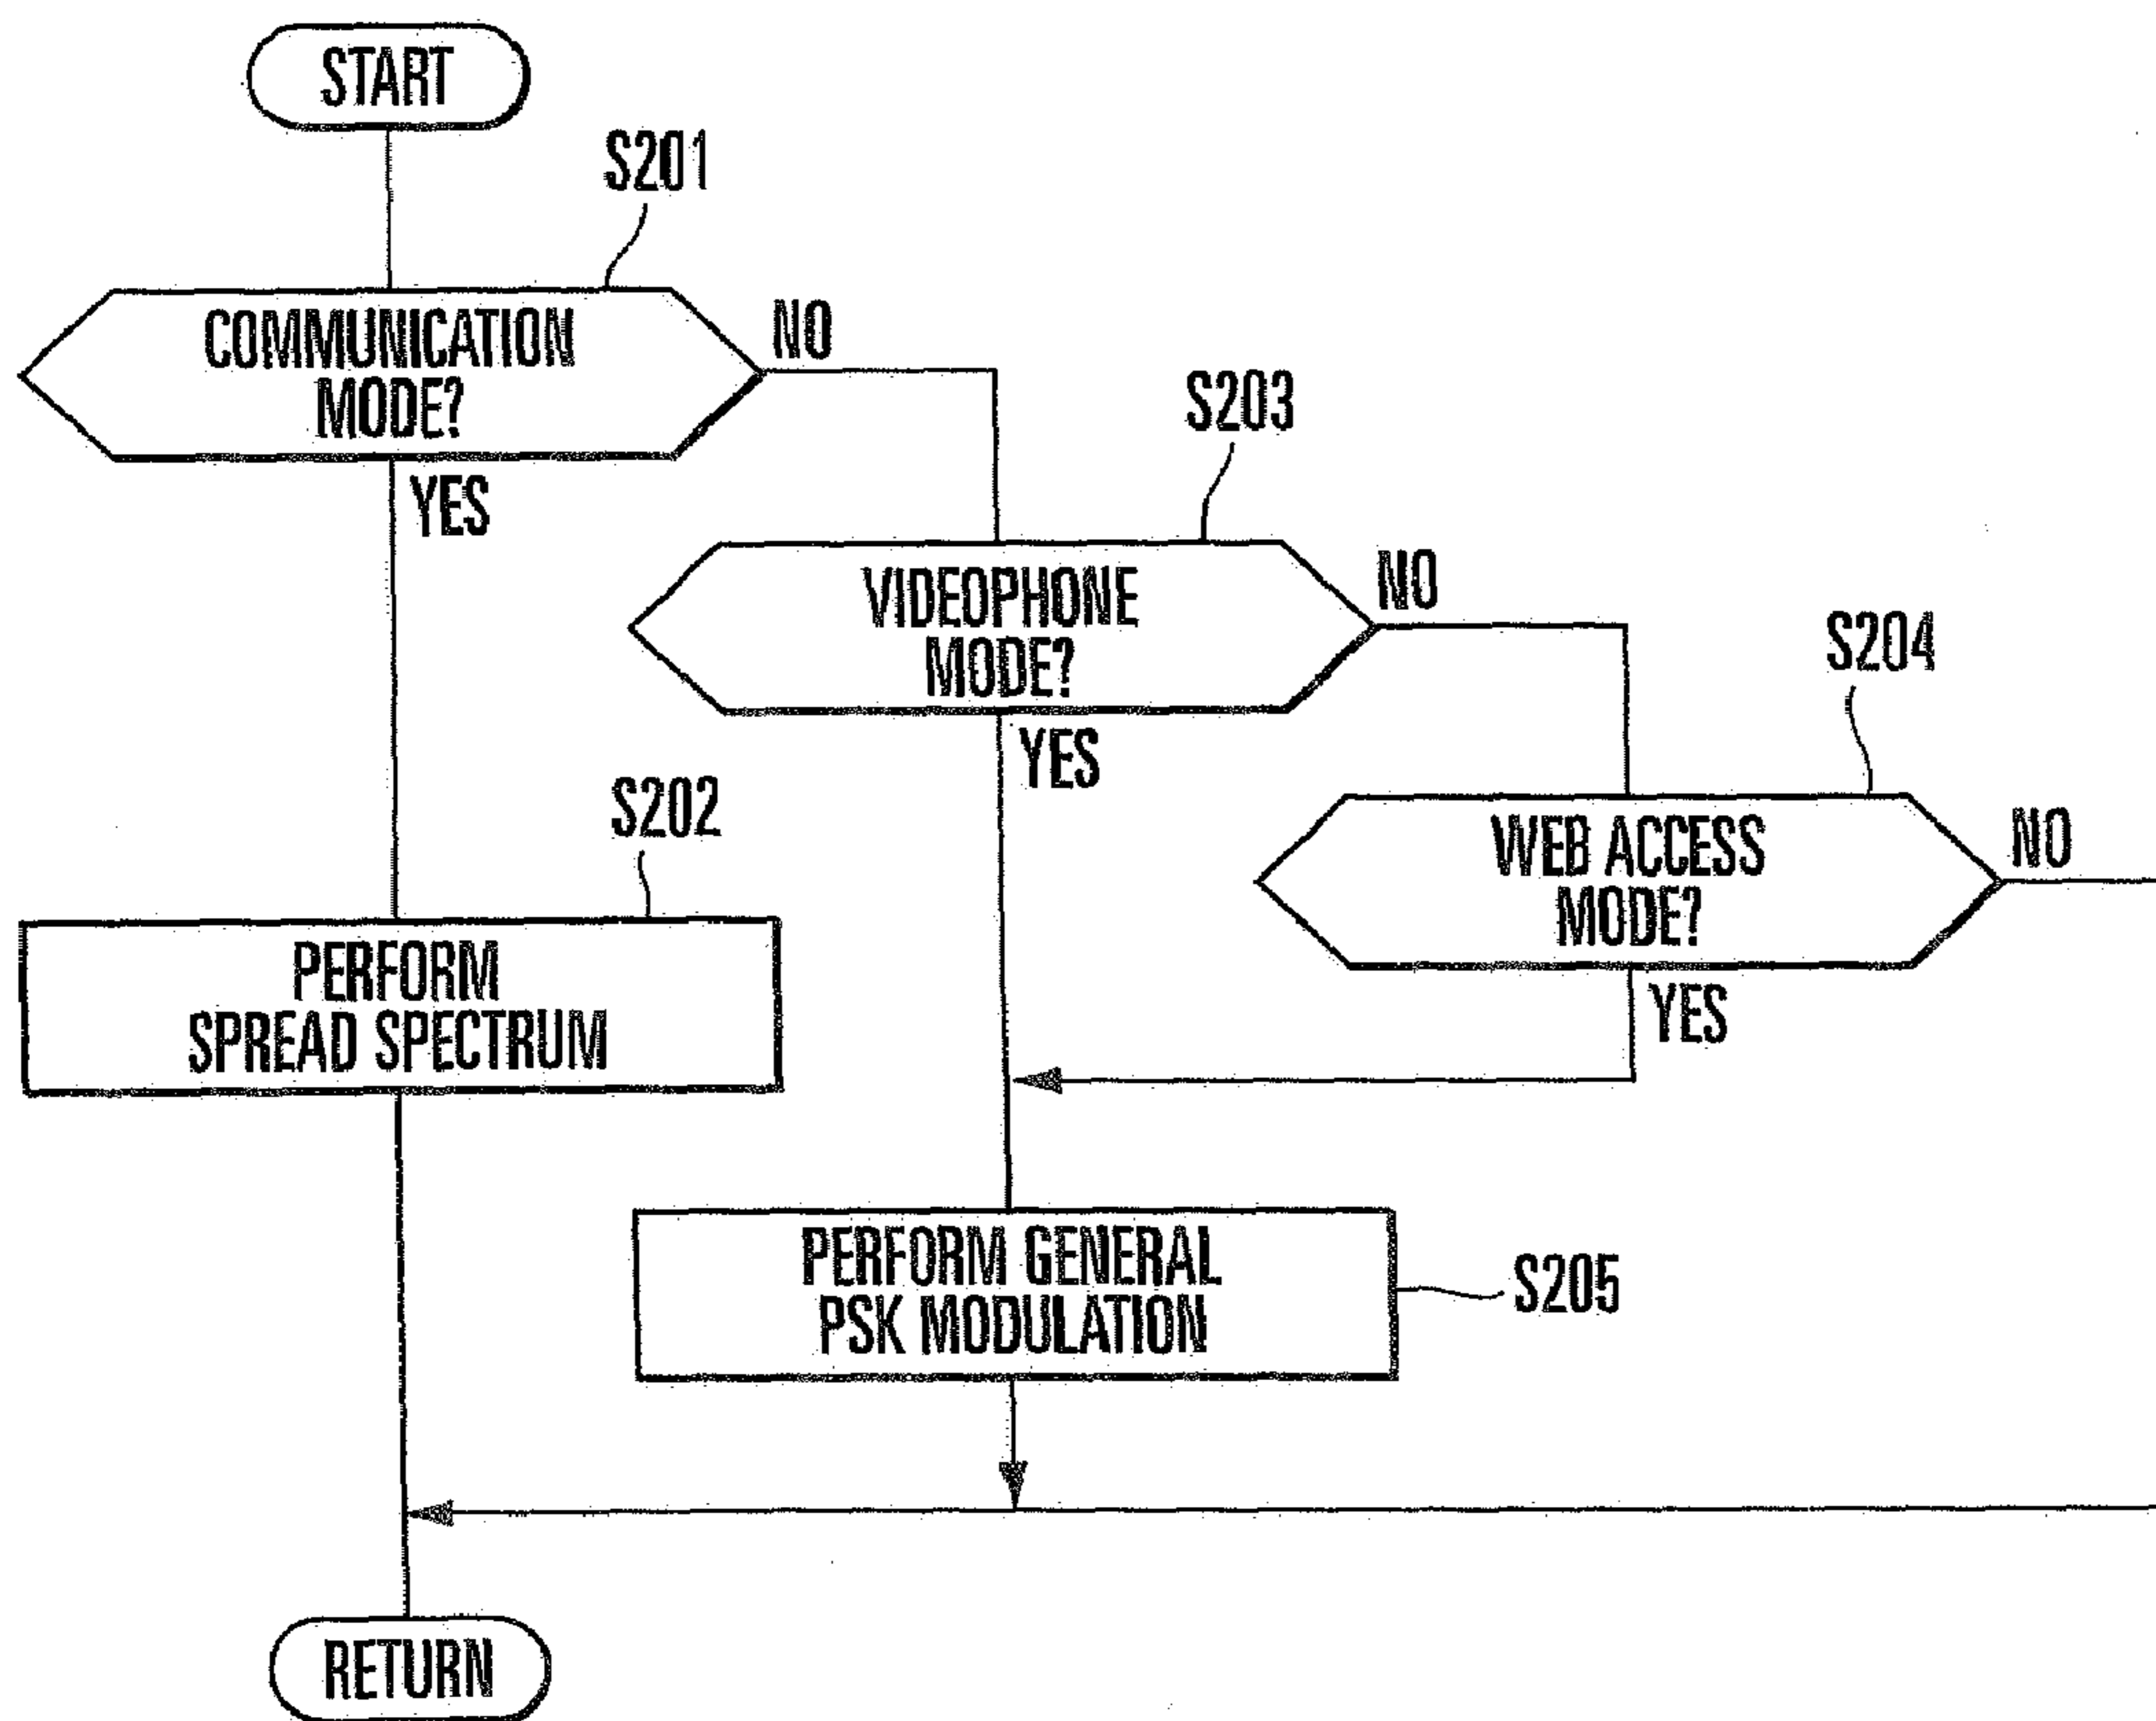 START
S201
COMMUNICATION
MODE?
NO
YES
S203
VIDEOPHONE
MODE?
NO
YES
S204
WEB ACCESS
MODE?
NO
YES
S202
PERFORM
SPREAD SPECTRUM
PERFORM GENERAL
PSK MODULATION
S205
RETURN